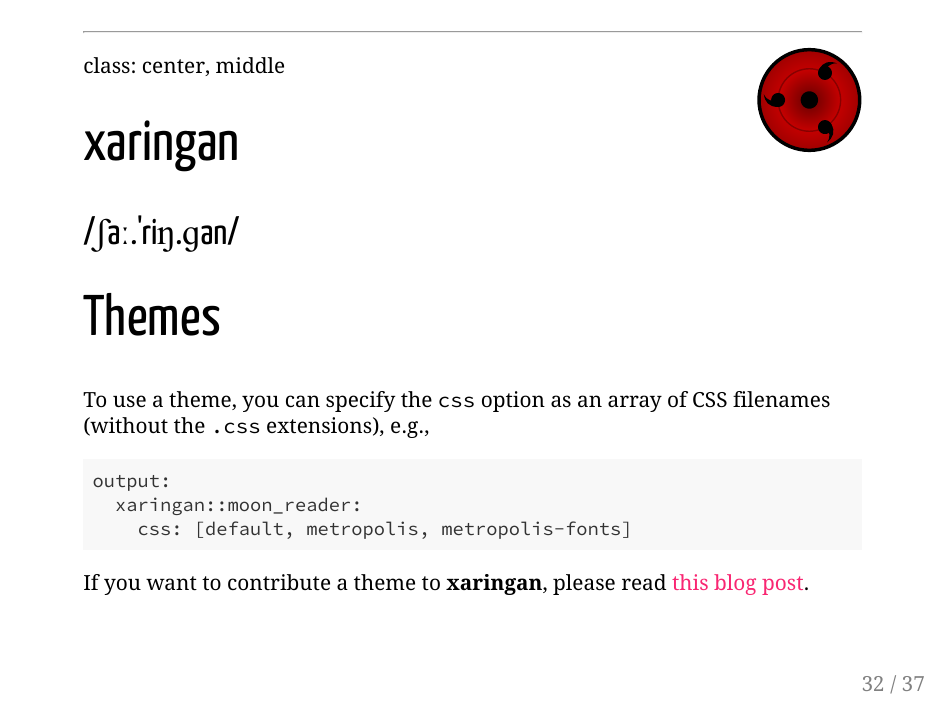 class: center, middle
xaringan
/ʃaː.'riŋ.ɡan/
Themes
To use a theme, you can specify the css option as an array of CSS filenames
(without the .css extensions), e.g.,
output:
  xaringan::moon_reader:
    css: [default, metropolis, metropolis-fonts]
If you want to contribute a theme to xaringan, please read this blog post.
32 / 37